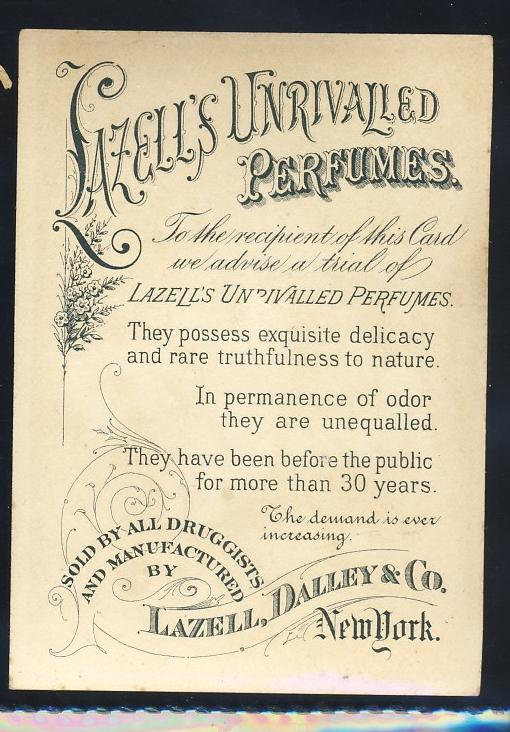 LAZELL'S UNRIVALLED
PERFUMES.
To the recipient of this Card
we advise a trial of
LAZELL'S UNRIVALLED PERFUMES.
They possess exquisite delicacy
and rare truthfulness to nature.
In permanence of odor
they are unequalled.
They have been before the public
for more than 30 years.
The demand is ever
increasing.
SOLD BY ALL DRUGGISTS
AND MANUFACTURED
BY
LAZELL, DALLEY & CO.
New York.